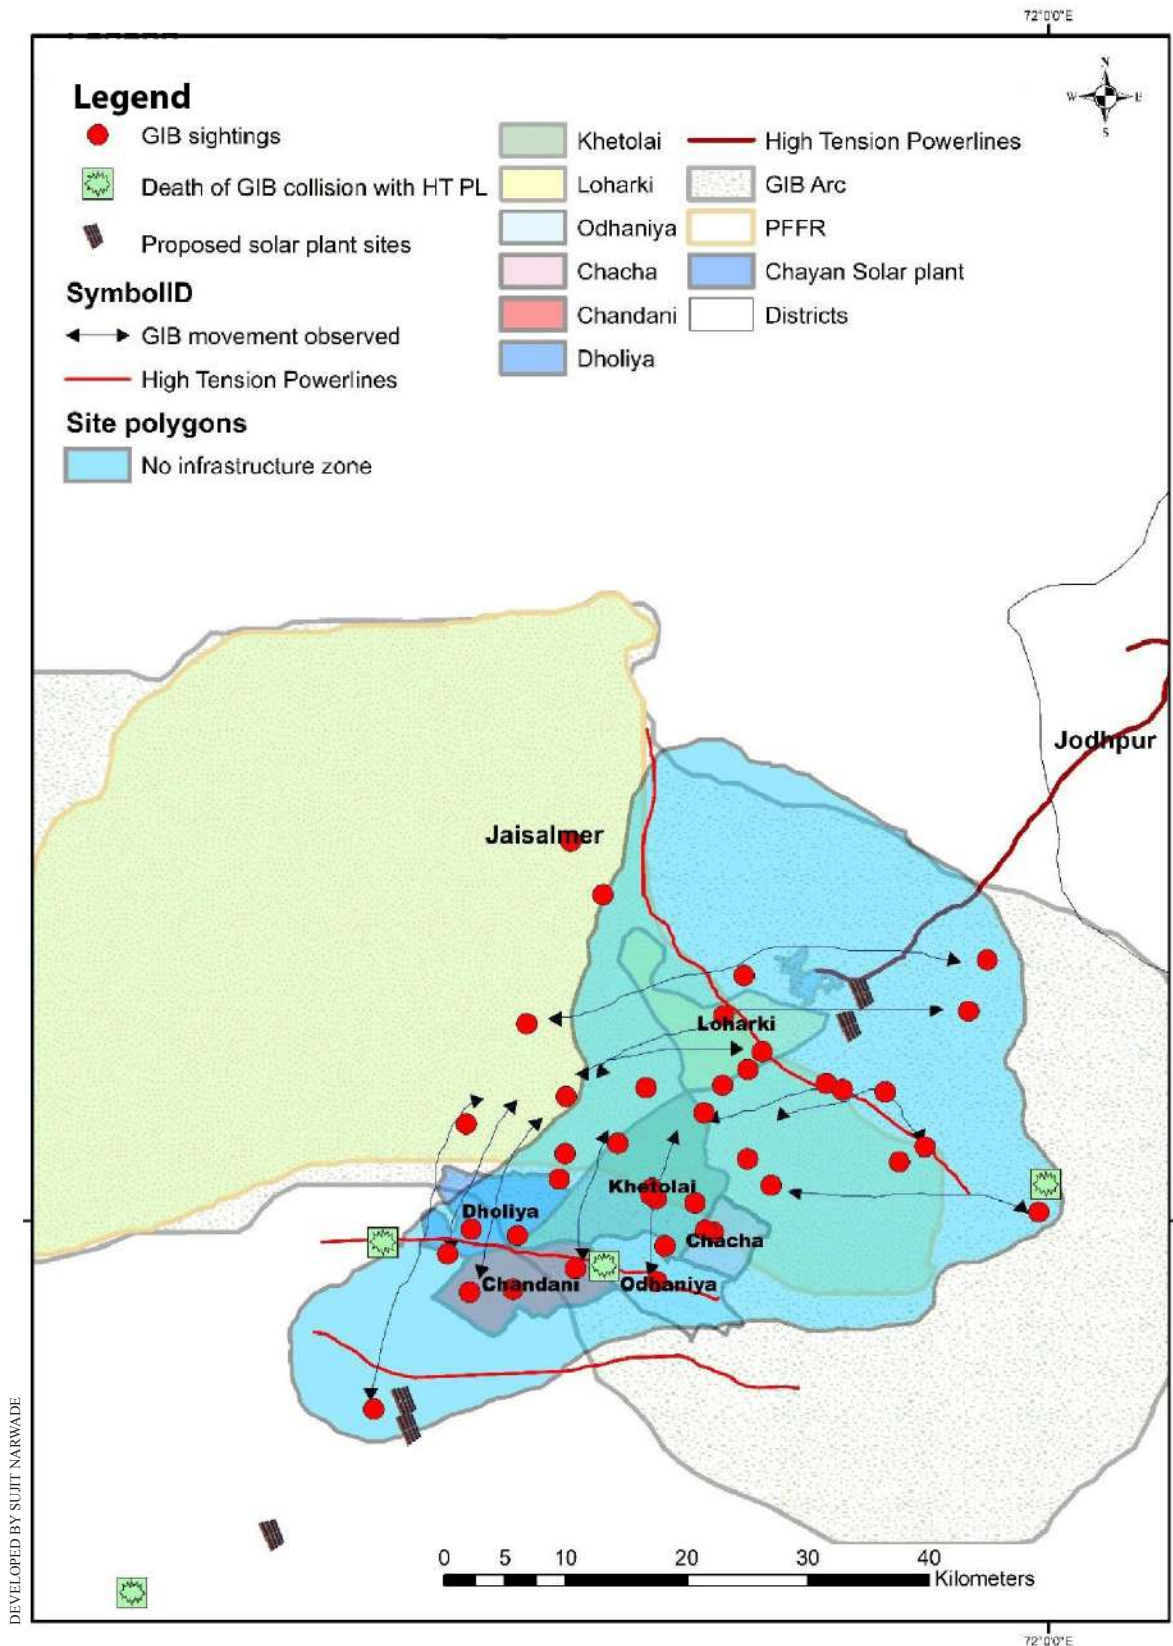 72°0'0"E
N
W E
S
Legend
GIB sightings
Death of GIB collision with HT PL
Proposed solar plant sites
SymbolID
GIB movement observed
High Tension Powerlines
Site polygons
No infrastructure zone
Khetolai
Loharki
Odhaniya
Chacha
Chandani
Dholiya
High Tension Powerlines
GIB Arc
PFFR
Chayan Solar plant
Districts
Jodhpur
Jaisalmer
Loharki
Khetolai
Dholiya
Chacha
Chandani
Odhaniya
0 5 10 20 30 40
Kilometers
DEVELOPED BY SUJIT NARWADE
72°0'0"E